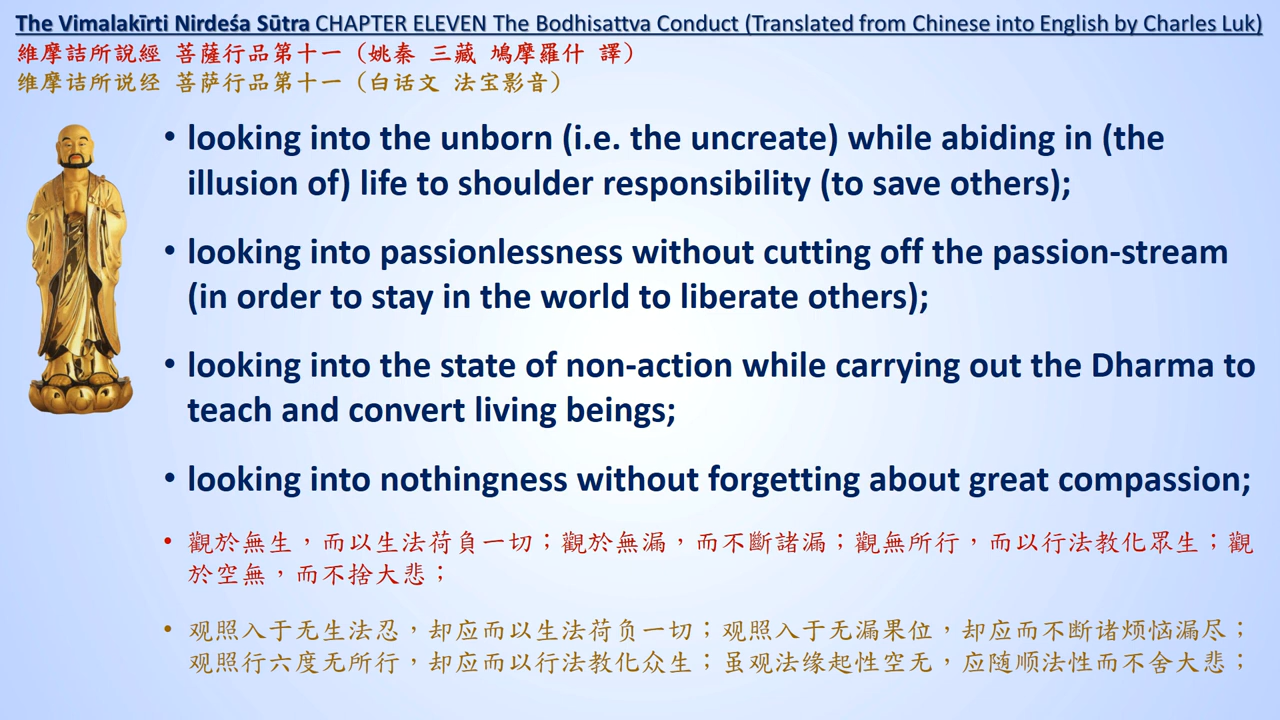 The Vimalakīrti Nirdeśa Sūtra CHAPTER ELEVEN The Bodhisattva Conduct (Translated from Chinese into English by Charles Luk)
維摩詰所說經 菩薩行品第十一（姚秦 三藏 鳩摩羅什 譯）
维摩诘所说经 菩萨行品第十一（白话文 法宝影音）
• looking into the unborn (i.e. the uncreate) while abiding in (the
illusion of) life to shoulder responsibility (to save others);
• looking into passionlessness without cutting off the passion-stream
(in order to stay in the world to liberate others);
• looking into the state of non-action while carrying out the Dharma to
teach and convert living beings;
• looking into nothingness without forgetting about great compassion;
• 觀於無生，而以生法荷負一切；觀於無漏，而不斷諸漏；觀無所行，而以行法教化眾生；觀
於空無，而不捨大悲；
• 观照入于无生法忍，却应而以生法荷负一切；观照入于无漏果位，却应而不断诸烦恼漏尽；
观照行六度无所行，却应而以行法教化众生；虽观法缘起性空无，应随顺法性而不舍大悲；